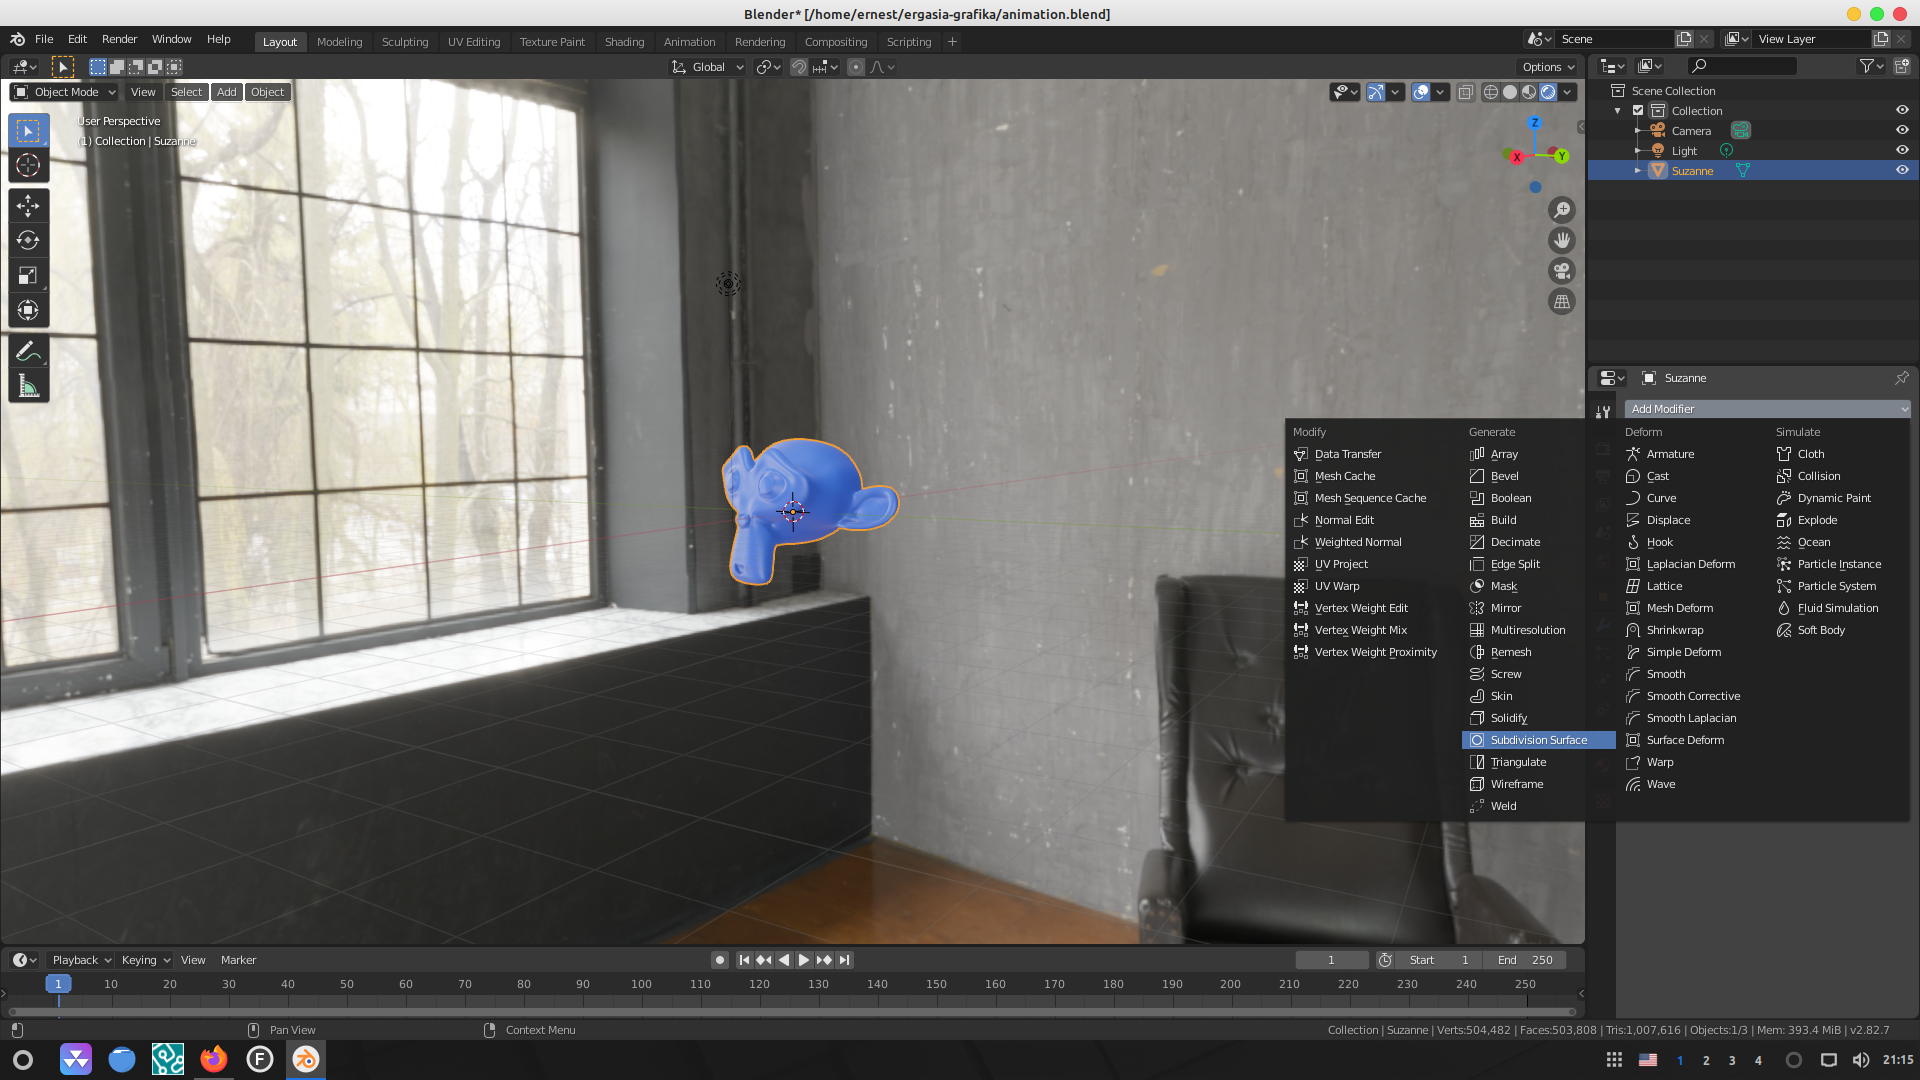 Blender* [/home/ernest/ergasia-grafika/animation.blend]
File Edit Render Window Help Layout Modeling Sculpting UV Editing Texture Paint Shading Animation Rendering Compositing Scripting + Scene View Layer
Global Options
Object Mode View Select Add Object
User Perspective
(1) Collection | Suzanne
Z
X Y
Scene Collection
Collection
Camera
Light
Suzanne
Suzanne
Add Modifier
Modify Generate Deform Simulate
Data Transfer Array Armature Cloth
Mesh Cache Bevel Cast Collision
Mesh Sequence Cache Boolean Curve Dynamic Paint
Normal Edit Build Displace Explode
Weighted Normal Decimate Hook Ocean
UV Project Edge Split Laplacian Deform Particle Instance
UV Warp Mask Lattice Particle System
Vertex Weight Edit Mirror Mesh Deform Fluid Simulation
Vertex Weight Mix Multiresolution Shrinkwrap Soft Body
Vertex Weight Proximity Remesh Simple Deform
Screw Smooth
Skin Smooth Corrective
Solidify Smooth Laplacian
Subdivision Surface Surface Deform
Triangulate Warp
Wireframe Wave
Weld
Playback Keying View Marker 1 Start 1 End 250
1 10 20 30 40 50 60 70 80 90 100 110 120 130 140 150 160 170 180 190 200 210 220 230 240 250
Pan View Context Menu Collection | Suzanne | Verts:504,482 | Faces:503,808 | Tris:1,007,616 | Objects:1/3 | Mem: 393.4 MiB | v2.82.7
F 1 2 3 4 21:15